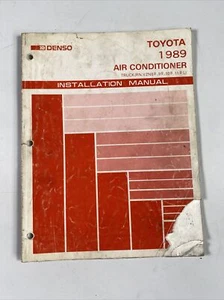 DENSO
TOYOTA
1989
AIR CONDITIONER
INSTALLATION MANUAL